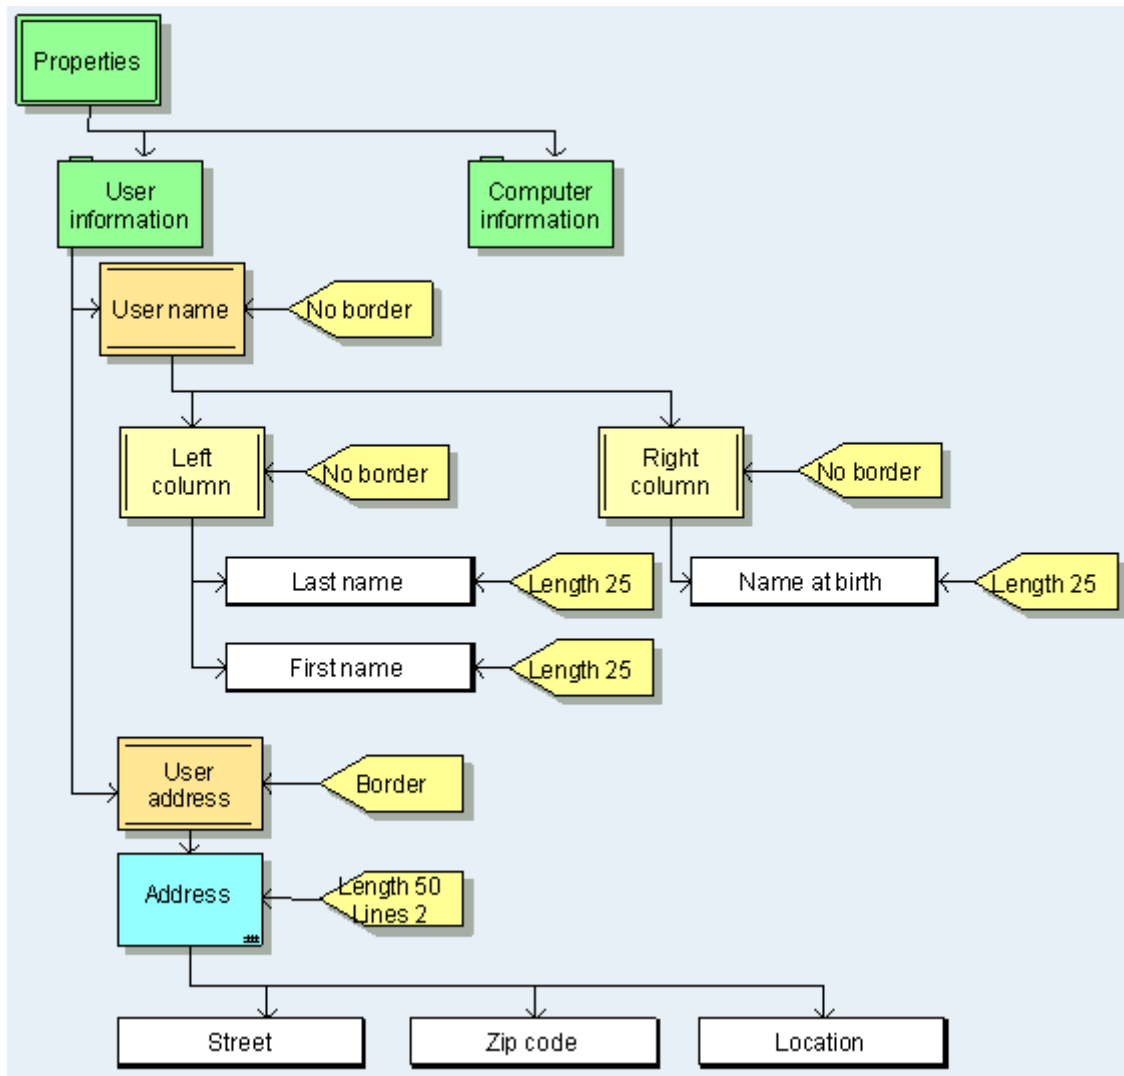 Properties
User
information
Computer
information
User name
No border
Left
column
No border
Right
column
No border
Last name
Length 25
Name at birth
Length 25
First name
Length 25
User
address
Border
Address
Length 50
Lines 2
Street
Zip code
Location